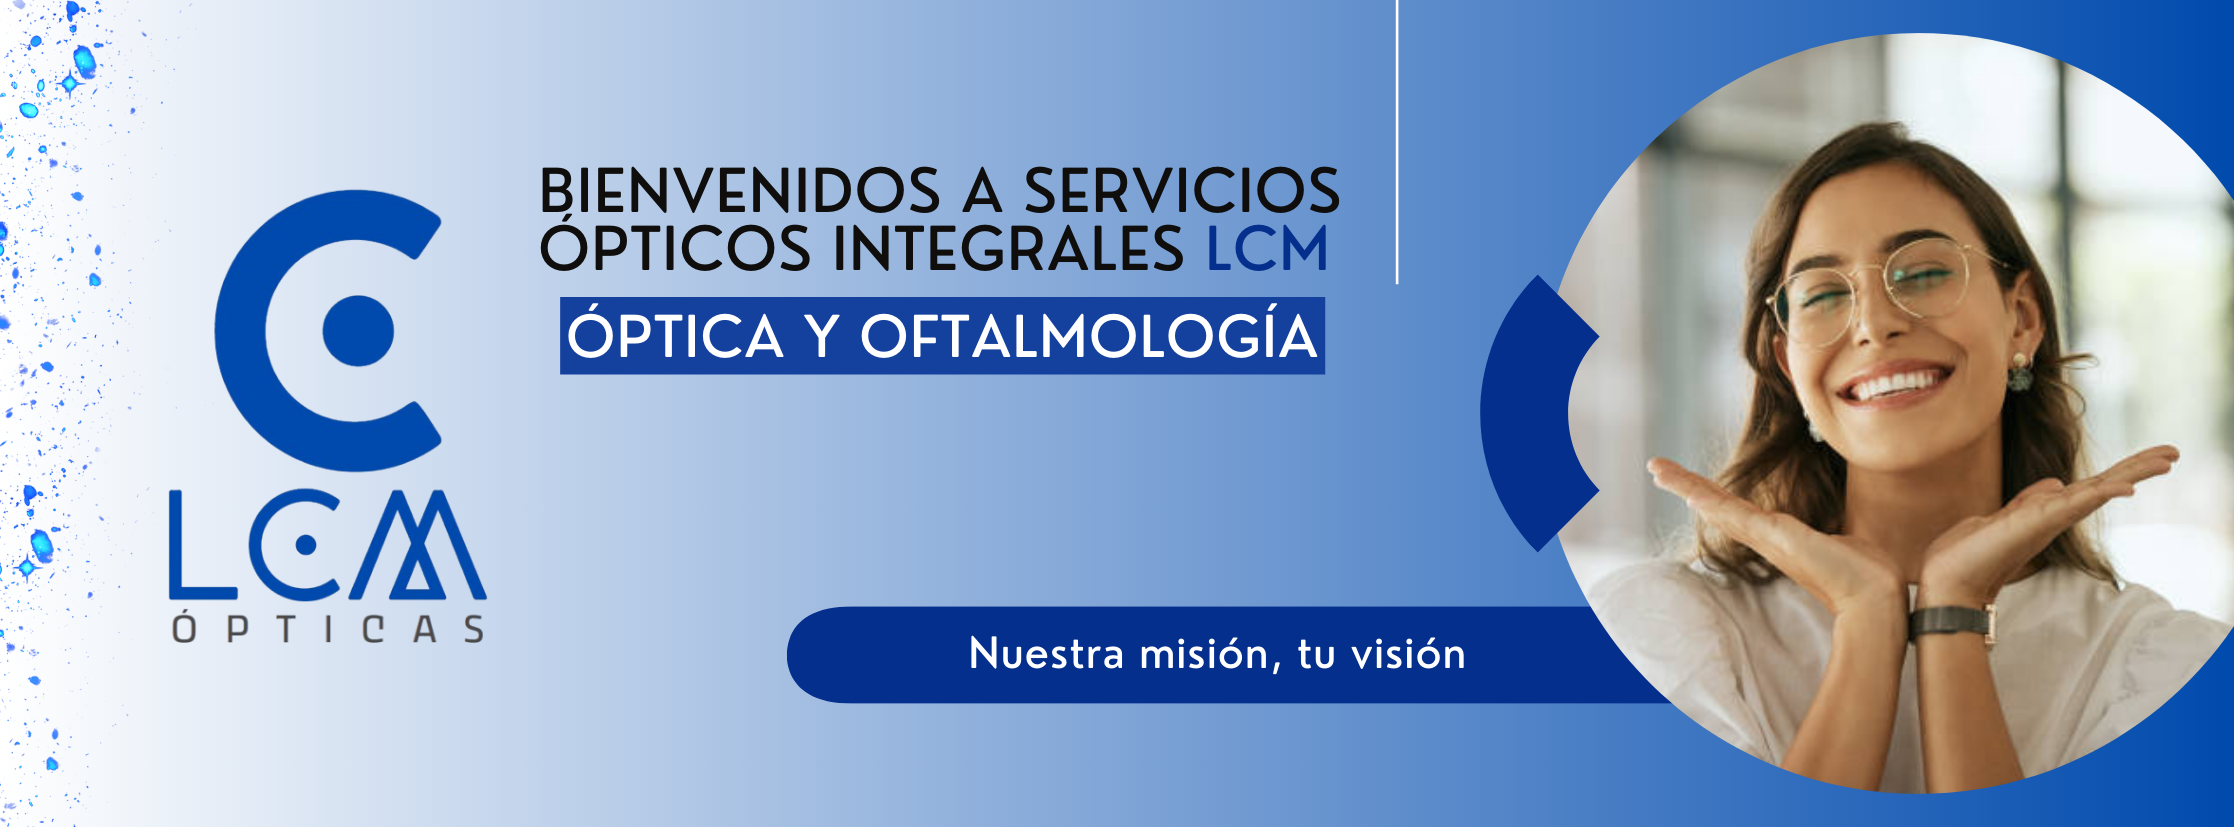 BIENVENIDOS A SERVICIOS
ÓPTICOS INTEGRALES LCM
ÓPTICA Y OFTALMOLOGÍA
LCM
ÓPTICAS
Nuestra misión, tu visión